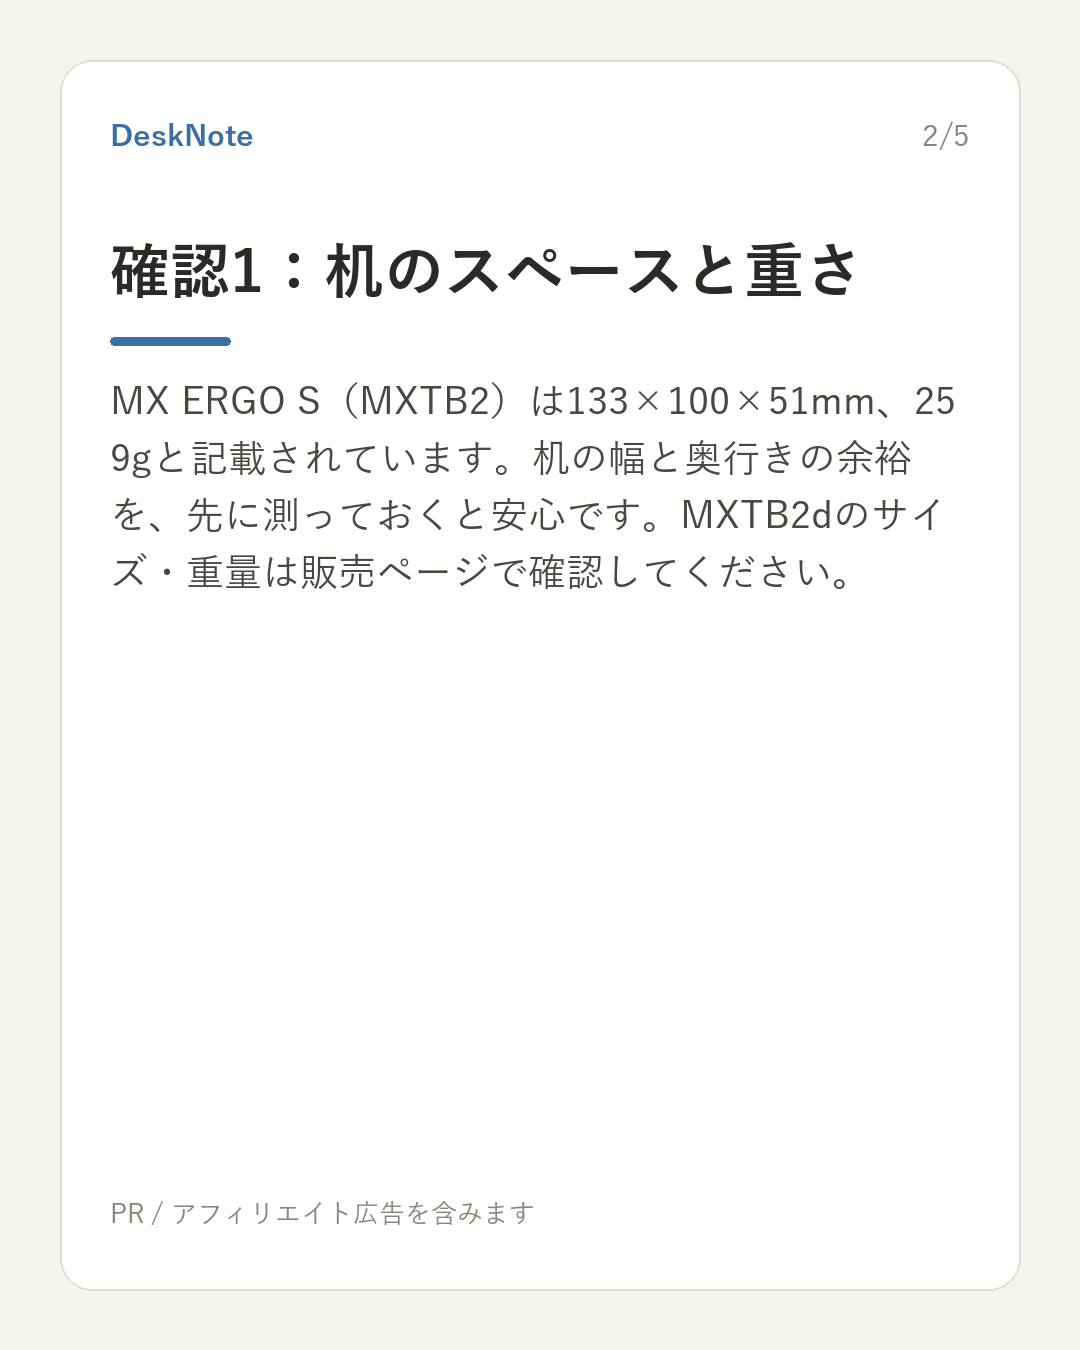 DeskNote
2/5
確認1：机のスペースと重さ
MX ERGO S（MXTB2）は133×100×51mm、25
9gと記載されています。机の幅と奥行きの余裕
を、先に測っておくと安心です。MXTB2dのサイ
ズ・重量は販売ページで確認してください。
PR / アフィリエイト広告を含みます